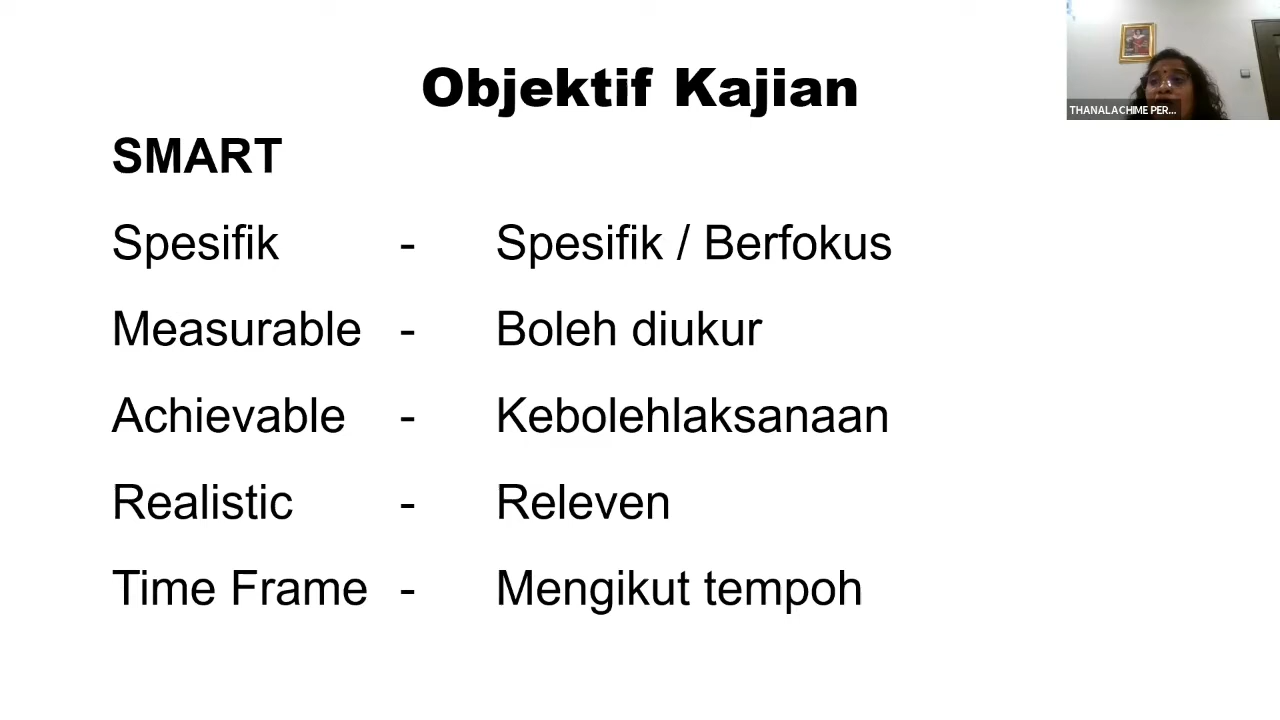 Objektif Kajian
SMART
Spesifik - Spesifik / Berfokus
Measurable - Boleh diukur
Achievable - Kebolehlaksanaan
Realistic - Releven
Time Frame - Mengikut tempoh
THANALACHIME PER...